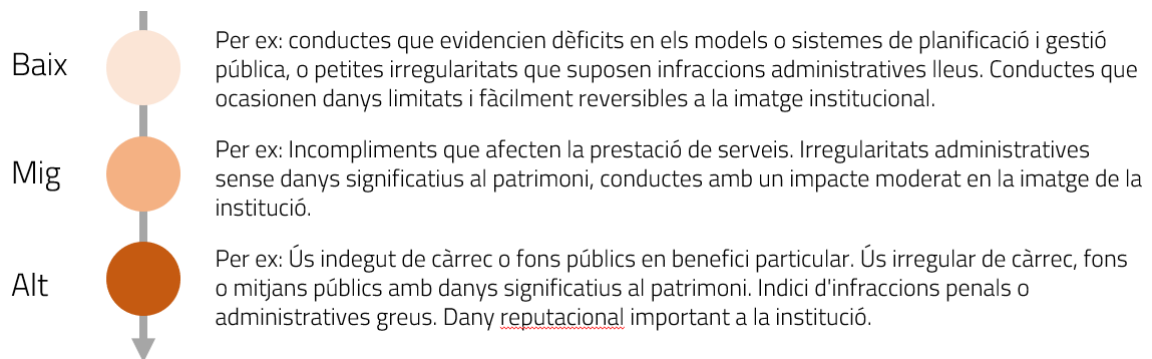 Baix
Per ex: conductes que evidencien dèficits en els models o sistemes de planificació i gestió
pública, o petites irregularitats que suposen infraccions administratives lleus. Conductes que
ocasionen danys limitats i fàcilment reversibles a la imatge institucional.
Mig
Per ex: Incompliments que afecten la prestació de serveis. Irregularitats administratives
sense danys significatius al patrimoni, conductes amb un impacte moderat en la imatge de la
institució.
Alt
Per ex: Ús indegut de càrrec o fons públics en benefici particular. Ús irregular de càrrec, fons
o mitjans públics amb danys significatius al patrimoni. Indici d'infraccions penals o
administratives greus. Dany reputacional important a la institució.